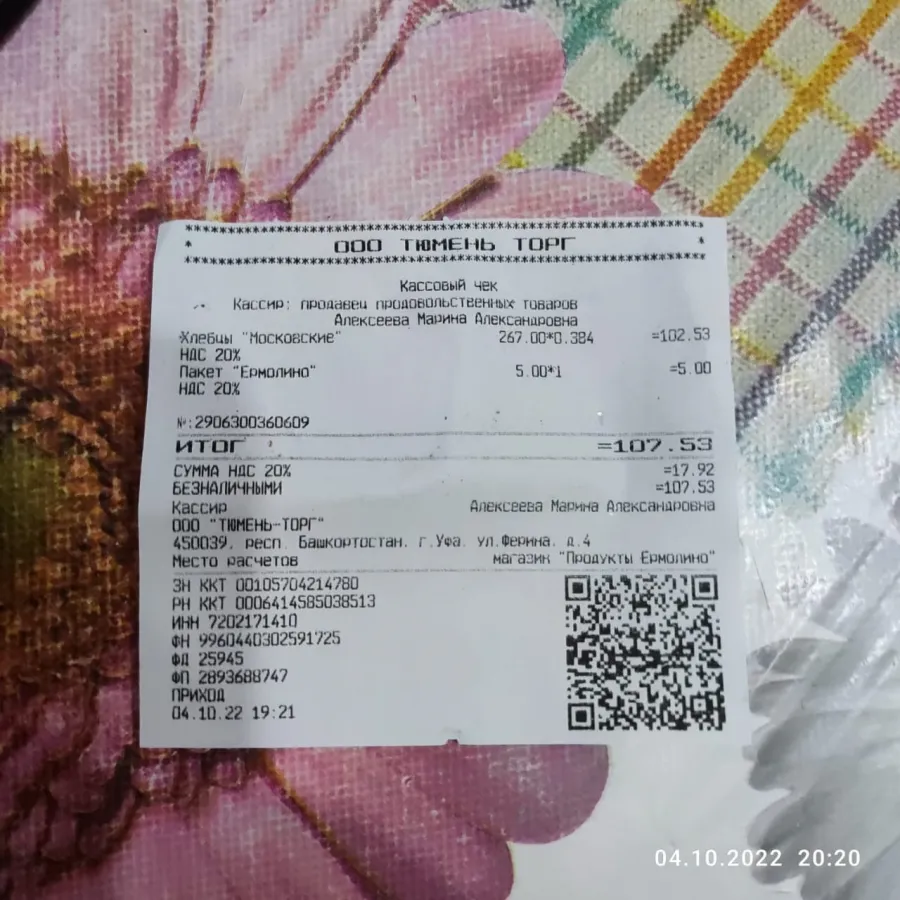 ООО ТЮМЕНЬ ТОРГ
Кассовый чек
Кассир: продавец продовольственных товаров
Алексеева Марина Александровна
Хлебцы "Московские" 267.00*0.384 =102.53
НДС 20%
Пакет "Ермолино" 5.00*1 =5.00
НДС 20%
№:2906300360609
ИТОГ =107.53
СУММА НДС 20% =17.92
БЕЗНАЛИЧНЫМИ =107.53
Кассир Алексеева Марина Александровна
ООО "ТЮМЕНЬ-ТОРГ"
450039, респ. Башкортостан, г.Уфа, ул.Ферина, д.4
Место расчетов магазин "Продукты Ермолино"
ЗН ККТ 00105704214780
РН ККТ 0006414585038513
ИНН 7202171410
ФН 9960440302591725
ФД 25945
ФП 2893688747
ПРИХОД
04.10.22 19:21
04.10.2022 20:20